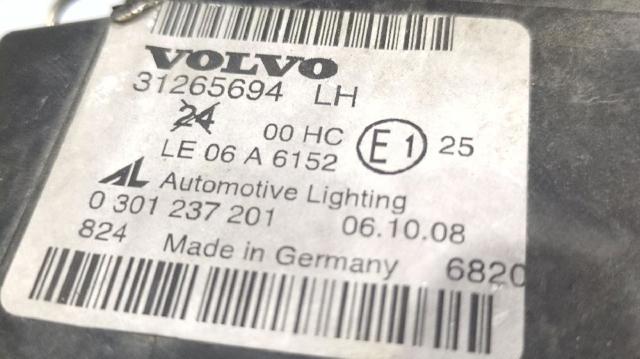 VOLVO
31265694 LH
24 00 HC E1 25
LE 06 A 6152
AL Automotive Lighting
0 301 237 201 06.10.08
824 Made in Germany 6820